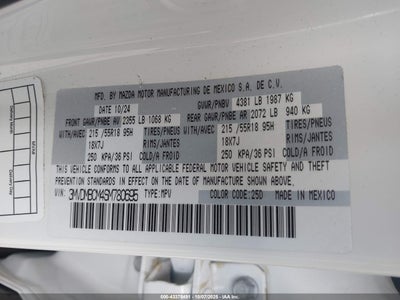 MFD. BY MAZDA MOTOR MANUFACTURING DE MEXICO S.A. DE C.V.
DATE 10/24 GVWR/PNBV 4381 LB 1987 KG
FRONT GAWR/PNBE AV 2355 LB 1068 KG REAR GAWR/PNBE AR 2072 LB 940 KG
WITH/AVEC 215 /55R18 95H TIRES/PNEUS WITH/AVEC 215 /55R18 95H TIRES/PNEUS
18X7J RIMS/JANTES 18X7J RIMS/JANTES
250 KPA/36 PSI COLD/A FROID 250 KPA/36 PSI COLD/A FROID
THIS VEHICLE CONFORMS TO ALL APPLICABLE FEDERAL MOTOR VEHICLE SAFETY AND THEFT
PREVENTION STANDARDS IN EFFECT ON THE DATE OF MANUFACTURE
SHOWN ABOVE.
VIN: TYPE: MPV COLOR CODE: 25D MADE IN MEXICO